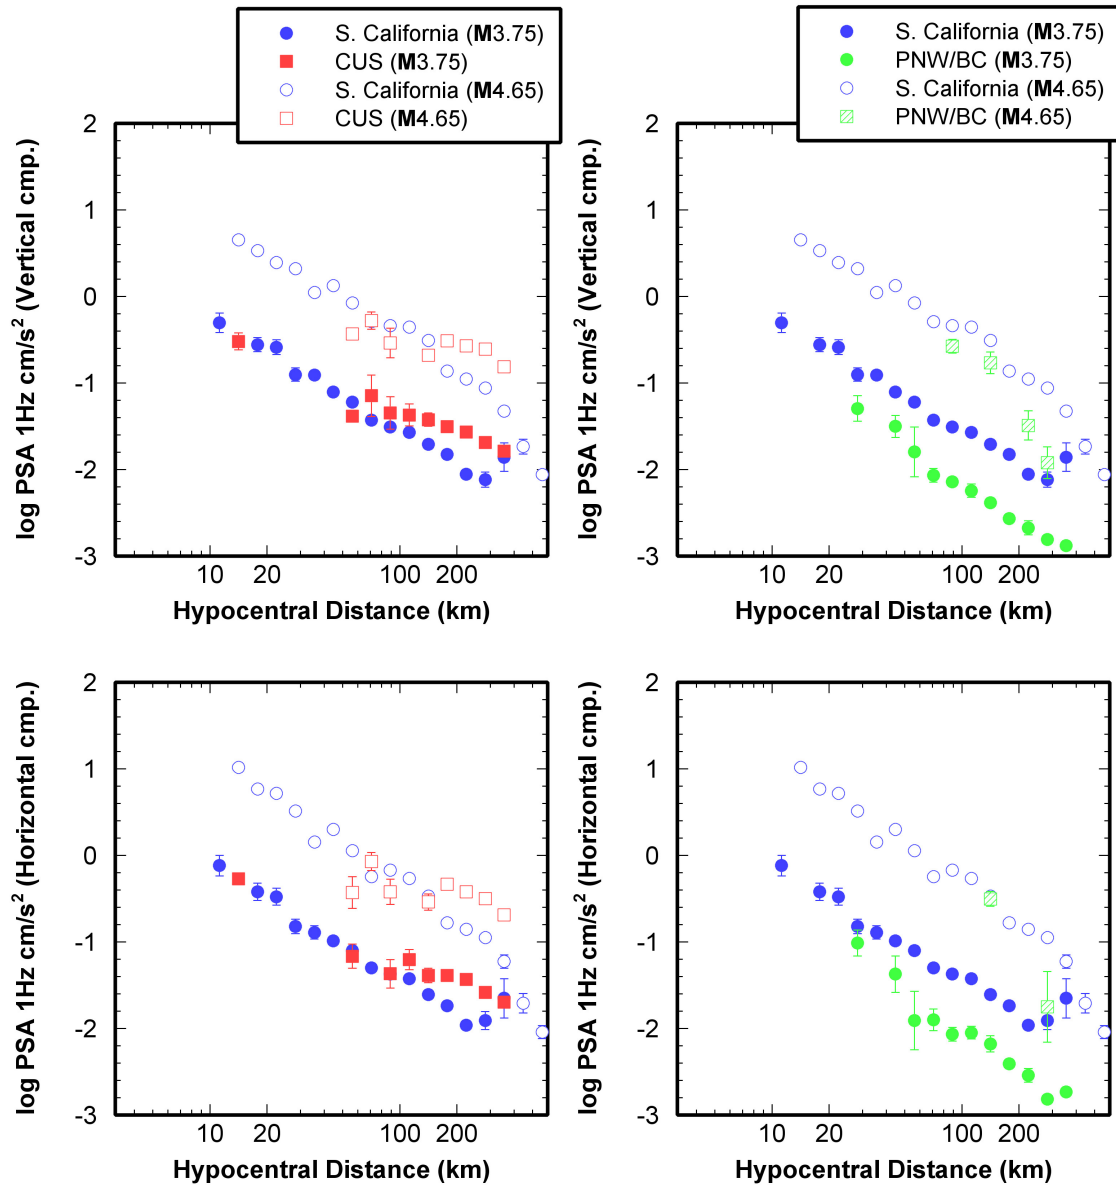 S. California (M3.75)
CUS (M3.75)
S. California (M4.65)
CUS (M4.65)
S. California (M3.75)
PNW/BC (M3.75)
S. California (M4.65)
PNW/BC (M4.65)
log PSA 1Hz cm/s² (Vertical cmp.)
2
1
0
-1
-2
-3
10 20 100 200
Hypocentral Distance (km)
log PSA 1Hz cm/s² (Vertical cmp.)
2
1
0
-1
-2
-3
10 20 100 200
Hypocentral Distance (km)
log PSA 1Hz cm/s² (Horizontal cmp.)
2
1
0
-1
-2
-3
10 20 100 200
Hypocentral Distance (km)
log PSA 1Hz cm/s² (Horizontal cmp.)
2
1
0
-1
-2
-3
10 20 100 200
Hypocentral Distance (km)